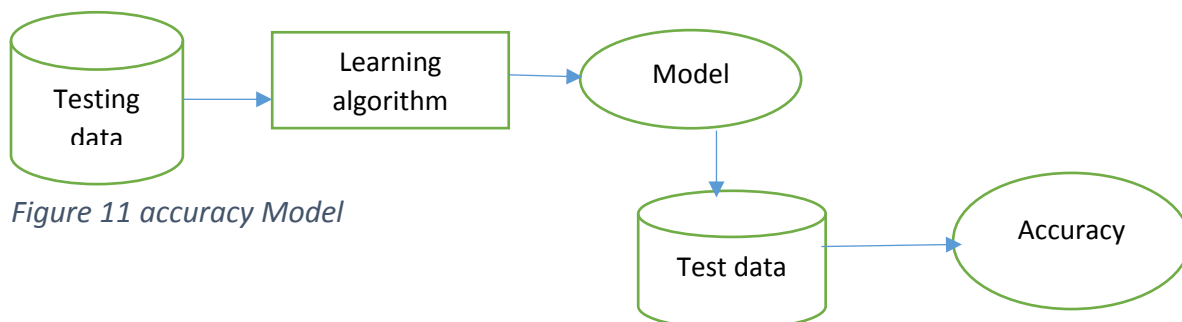 Testing
data
Learning
algorithm
Model
Figure 11 accuracy Model
Test data
Accuracy